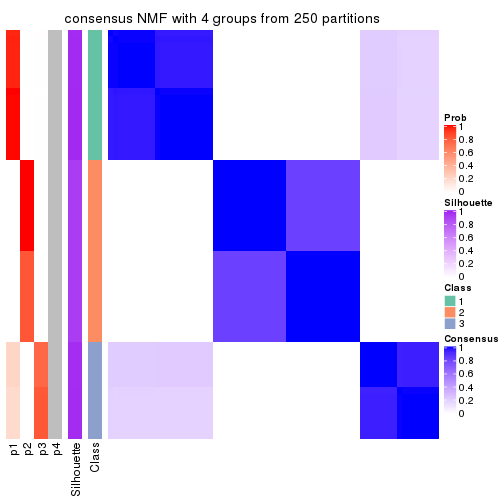 consensus NMF with 4 groups from 250 partitions
Prob
1
0.8
0.6
0.4
0.2
0
Silhouette
1
0.8
0.6
0.4
0.2
0
Class
1
2
3
Consensus
1
0.8
0.6
0.4
0.2
0
p1
p2
p3
p4
Silhouette
Class